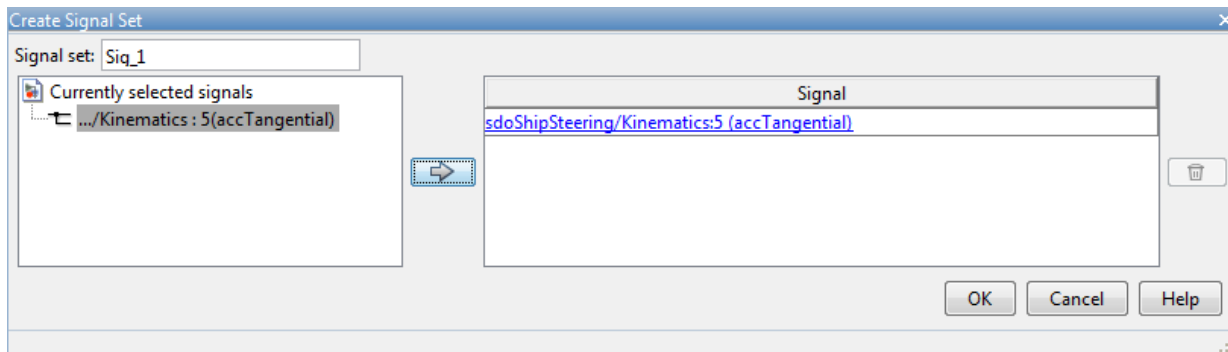 Create Signal Set
Signal set: Sig_1
Currently selected signals
.../Kinematics : 5(accTangential)
Signal
sdoShipSteering/Kinematics:5 (accTangential)
OK Cancel Help